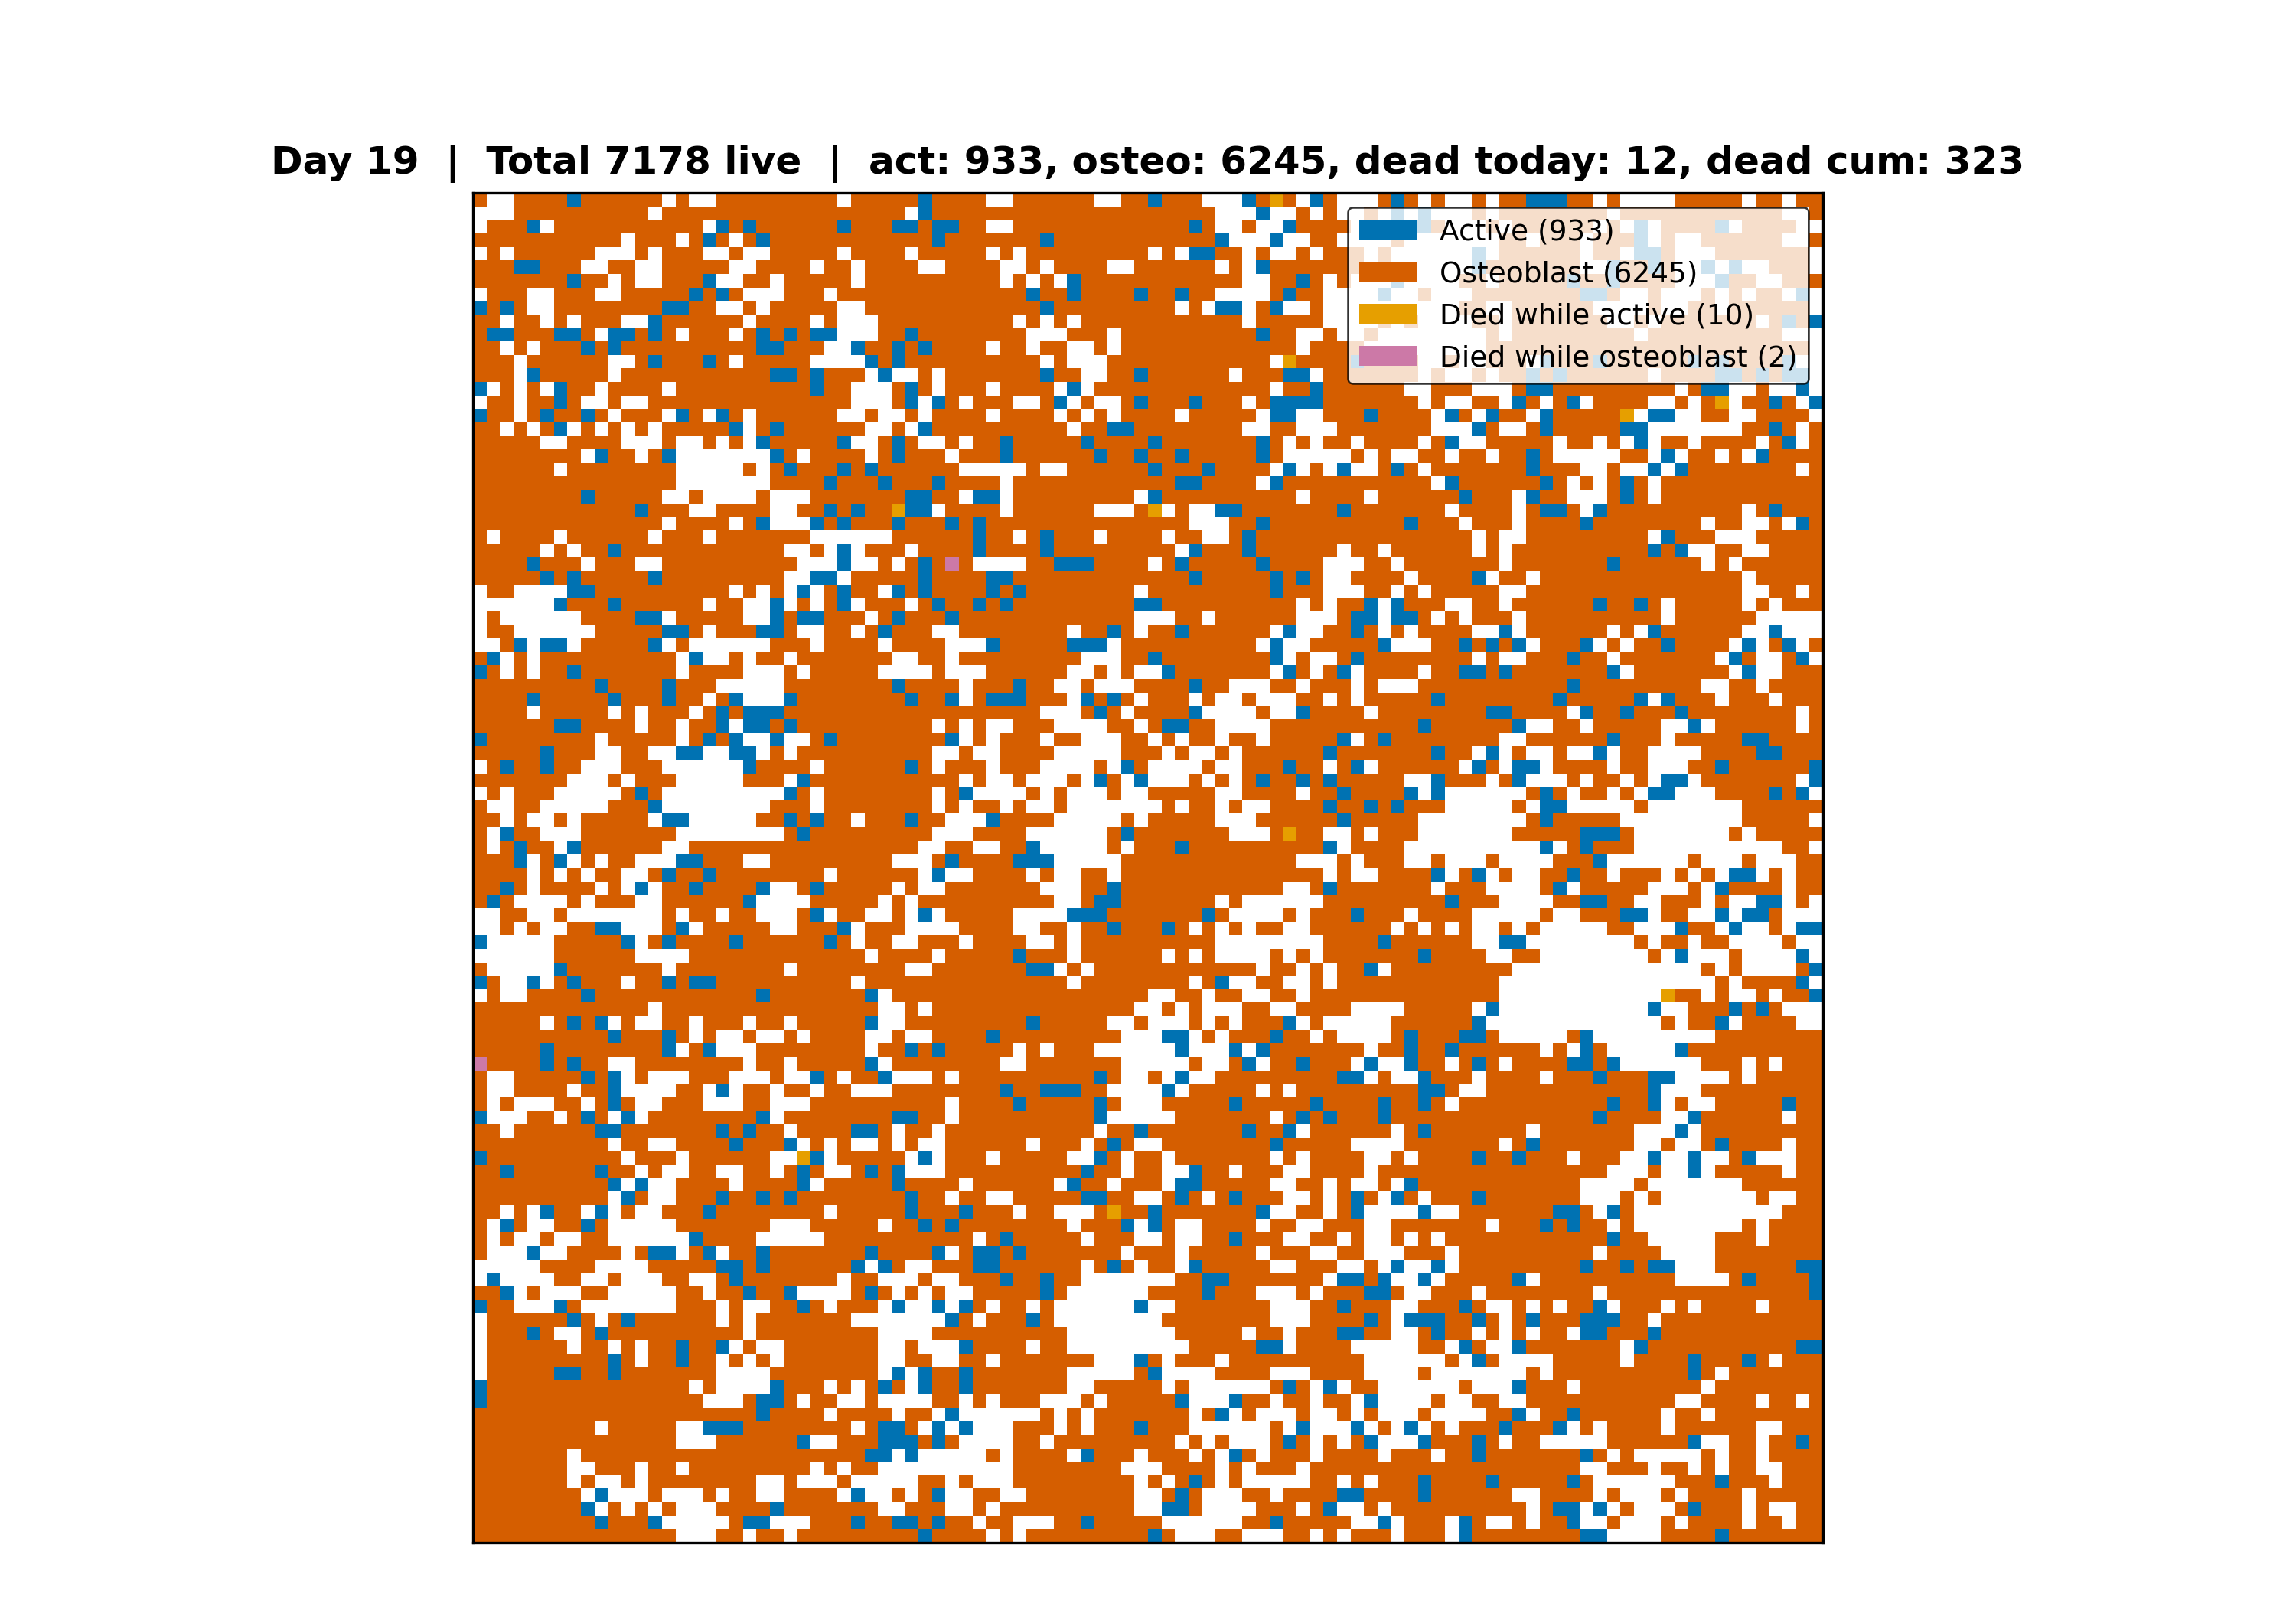 Day 19 | Total 7178 live | act: 933, osteo: 6245, dead today: 12, dead cum: 323
Active (933)
Osteoblast (6245)
Died while active (10)
Died while osteoblast (2)